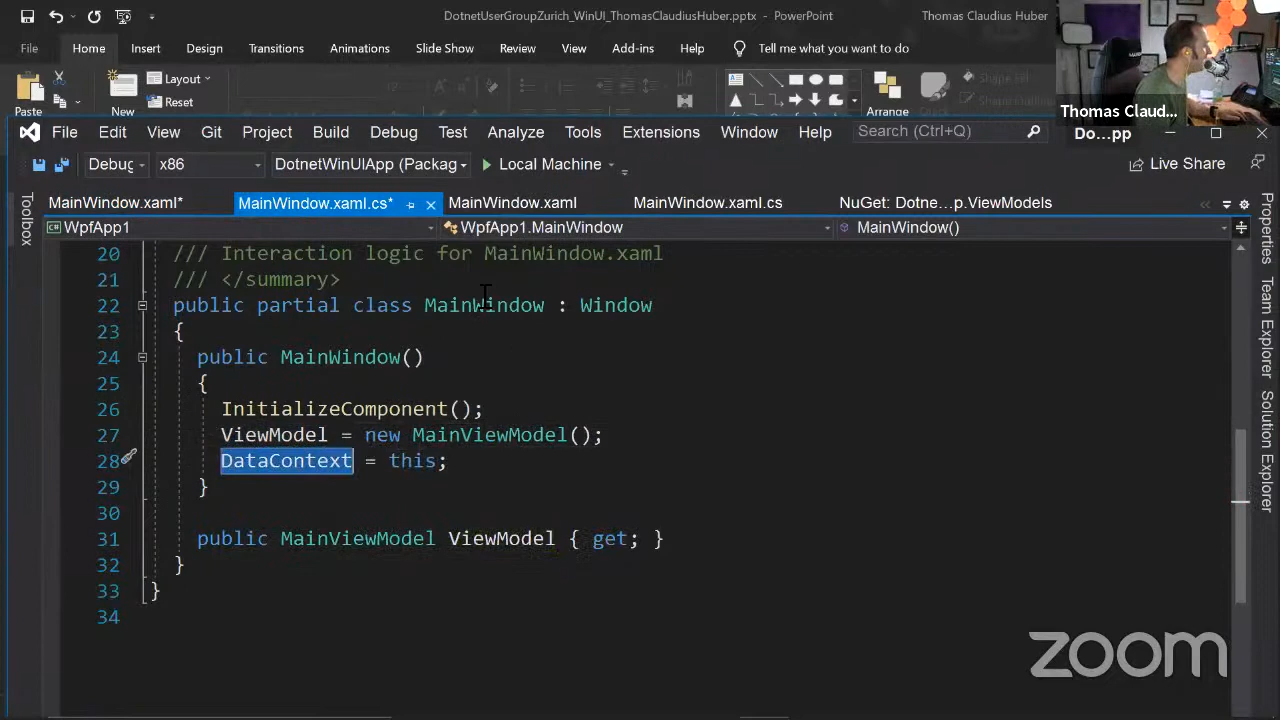 DotnetUserGroupZurich_WinUI_ThomasClaudiusHuber.pptx - PowerPoint
Thomas Claudius Huber
File Home Insert Design Transitions Animations Slide Show Review View Add-ins Help Tell me what you want to do
Paste
New
Layout
Reset
Arrange
Shape Fill
Thomas Claud...
Do...pp
File Edit View Git Project Build Debug Test Analyze Tools Extensions Window Help Search (Ctrl+Q)
Debug x86 DotnetWinUIApp (Packag Local Machine Live Share
MainWindow.xaml* MainWindow.xaml.cs* MainWindow.xaml MainWindow.xaml.cs NuGet: Dotne...p.ViewModels
C# WpfApp1 WpfApp1.MainWindow MainWindow()
Toolbox
Properties
Team Explorer
Solution Explorer
20 /// Interaction logic for MainWindow.xaml
21 /// </summary>
22 public partial class MainWindow : Window
23 {
24 public MainWindow()
25 {
26 InitializeComponent();
27 ViewModel = new MainViewModel();
28 DataContext = this;
29 }
30
31 public MainViewModel ViewModel { get; }
32 }
33 }
34
zoom